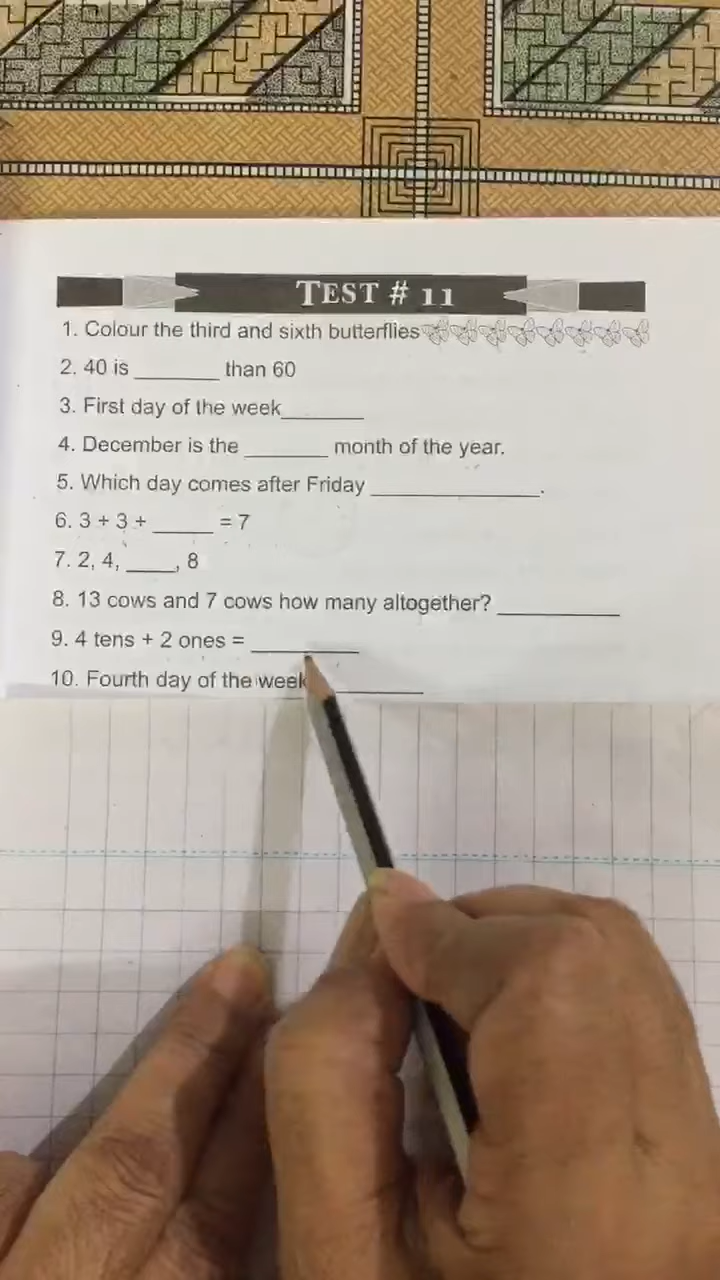 TEST # 11
1. Colour the third and sixth butterflies
2. 40 is ________ than 60
3. First day of the week________
4. December is the ________ month of the year.
5. Which day comes after Friday ________________.
6. 3 + 3 + ______ = 7
7. 2, 4, _____, 8
8. 13 cows and 7 cows how many altogether? ____________
9. 4 tens + 2 ones = ___________
10. Fourth day of the week ________